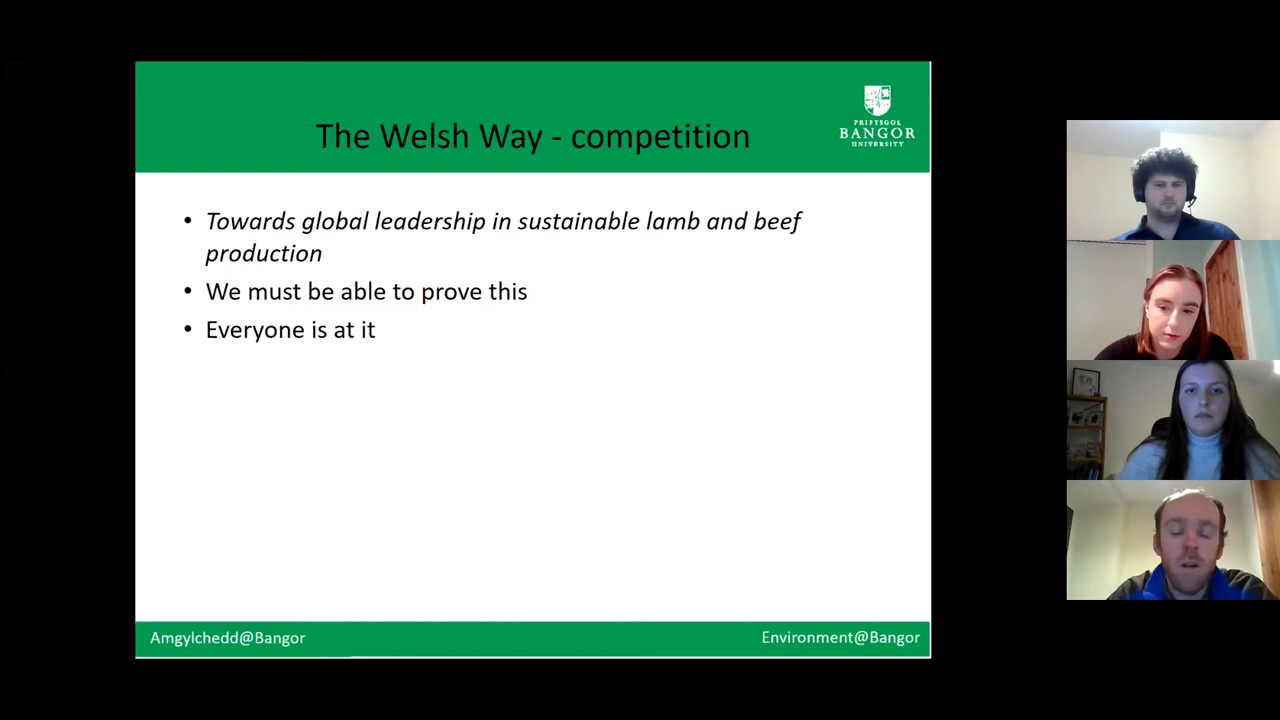 The Welsh Way - competition
PRIFYSGOL
BANGOR
UNIVERSITY
• Towards global leadership in sustainable lamb and beef
production
• We must be able to prove this
• Everyone is at it
Amgylchedd@Bangor
Environment@Bangor